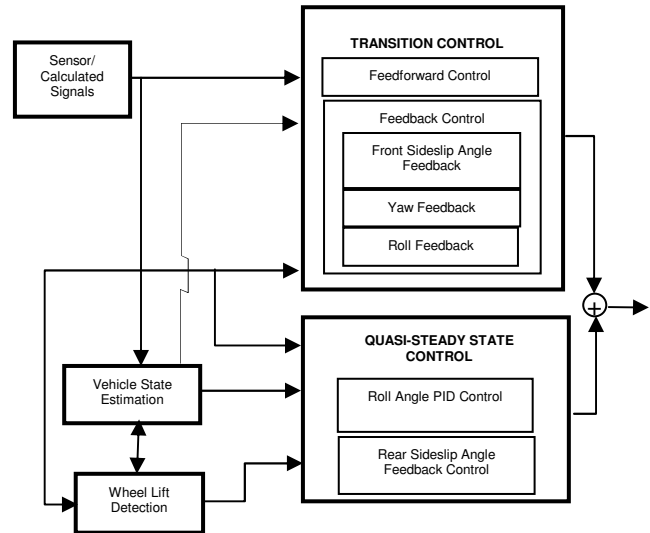 Sensor/
Calculated
Signals
TRANSITION CONTROL
Feedforward Control
Feedback Control
Front Sideslip Angle
Feedback
Yaw Feedback
Roll Feedback
QUASI-STEADY STATE
CONTROL
Roll Angle PID Control
Rear Sideslip Angle
Feedback Control
Vehicle State
Estimation
Wheel Lift
Detection
+